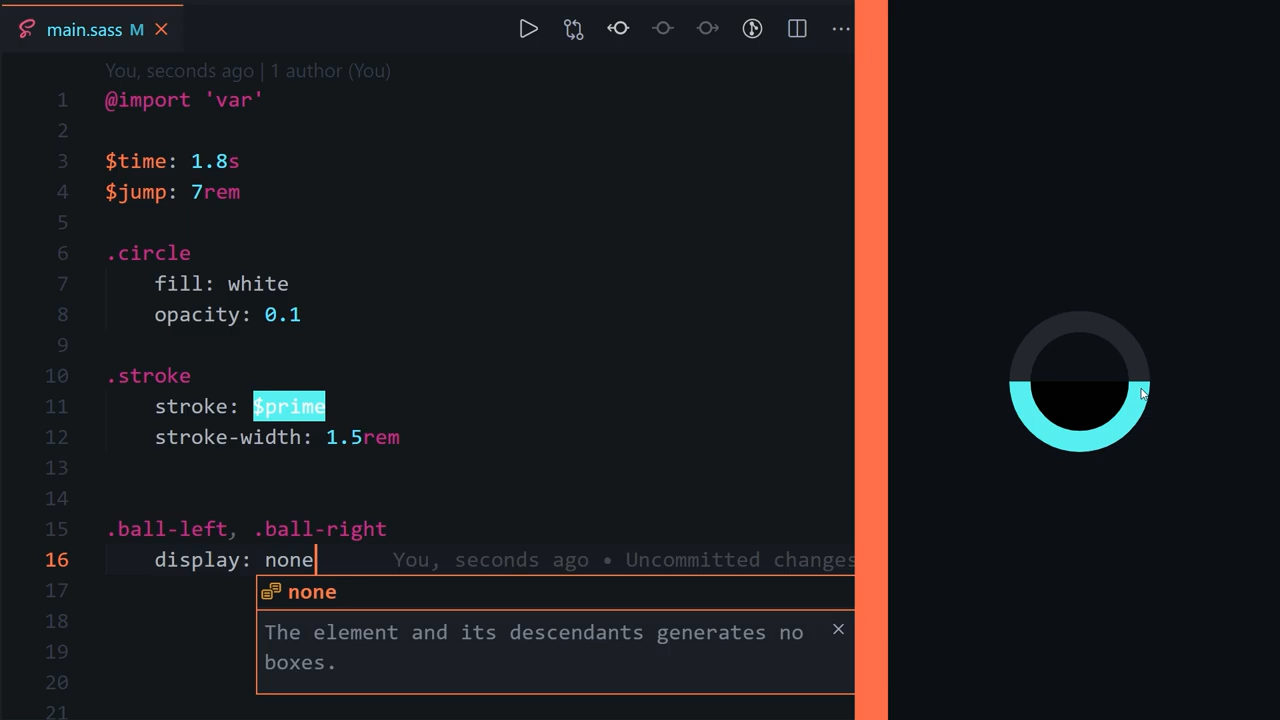 main.sass M
You, seconds ago | 1 author (You)
1 @import 'var'
2
3 $time: 1.8s
4 $jump: 7rem
5
6 .circle
7 fill: white
8 opacity: 0.1
9
10 .stroke
11 stroke: $prime
12 stroke-width: 1.5rem
13
14
15 .ball-left, .ball-right
16 display: none You, seconds ago • Uncommitted changes
17 none
18 The element and its descendants generates no
19 boxes.
20
21